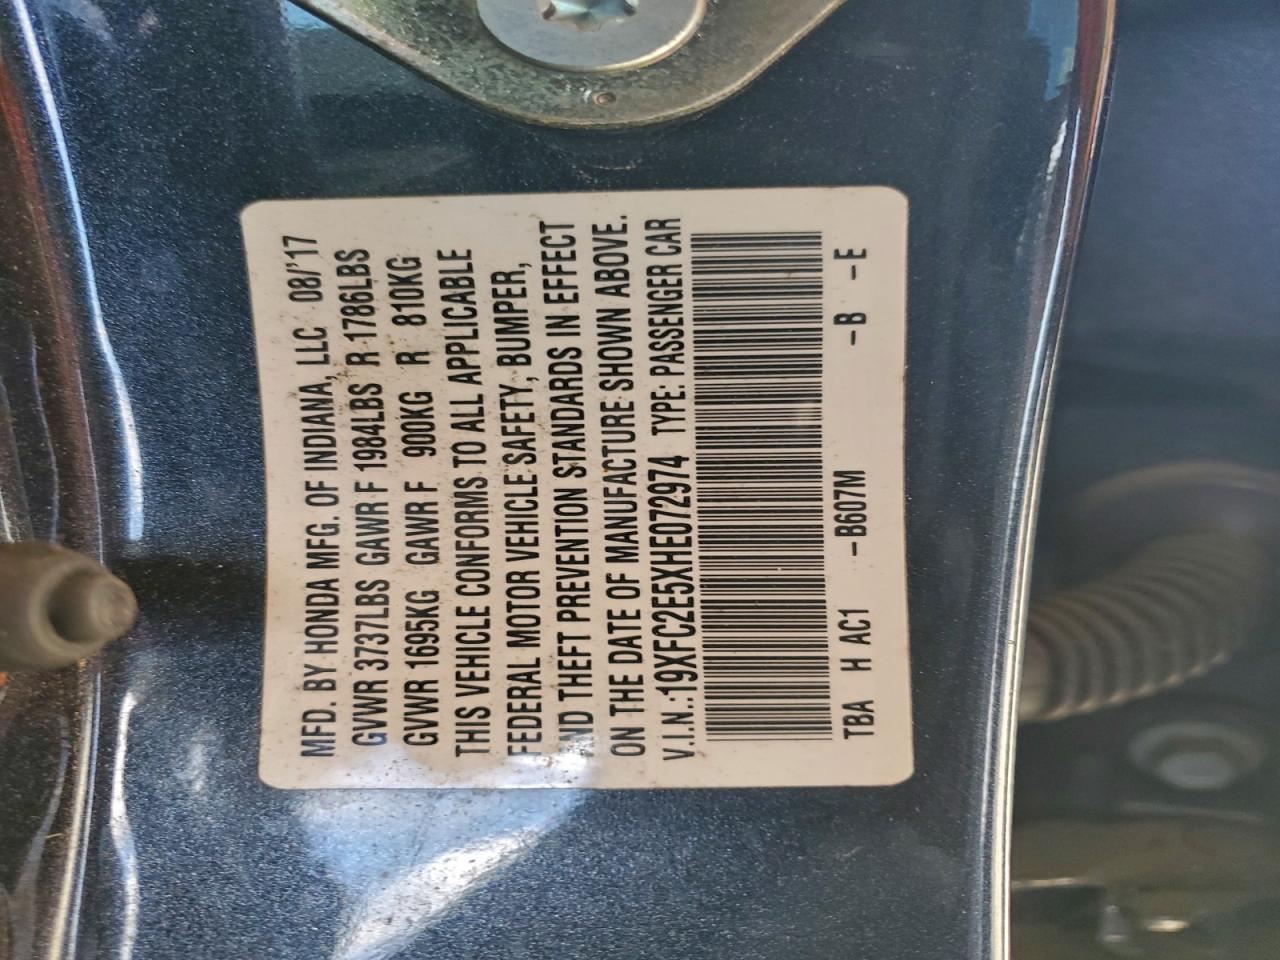 MFD. BY HONDA MFG. OF INDIANA, LLC 08/'17
GVWR 3737LBS GAWR F 1984LBS R 1786LBS
GVWR 1695KG GAWR F 900KG R 810KG
THIS VEHICLE CONFORMS TO ALL APPLICABLE
FEDERAL MOTOR VEHICLE SAFETY, BUMPER,
AND THEFT PREVENTION STANDARDS IN EFFECT
ON THE DATE OF MANUFACTURE SHOWN ABOVE.
V.I.N.:19XFC2E5XHE072974 TYPE: PASSENGER CAR
TBA H AC1 -B607M -B -E